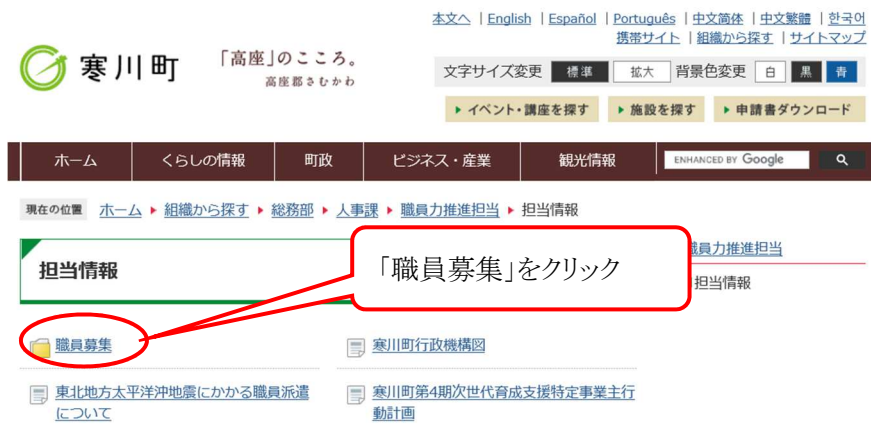 本文へ | English | Español | Português | 中文简体 | 中文繁體 | 한국어
携帯サイト | 組織から探す | サイトマップ
寒川町
「高座」のこころ。
高座郡さむかわ
文字サイズ変更 標準 拡大 背景色変更 白 黒 青
イベント・講座を探す 施設を探す 申請書ダウンロード
ホーム くらしの情報 町政 ビジネス・産業 観光情報 ENHANCED BY Google
現在の位置 ホーム 組織から探す 総務部 人事課 職員力推進担当 担当情報
担当情報
「職員募集」をクリック
職員力推進担当
担当情報
職員募集 寒川町行政機構図
東北地方太平洋沖地震にかかる職員派遣
について
寒川町第4期次世代育成支援特定事業主行
動計画